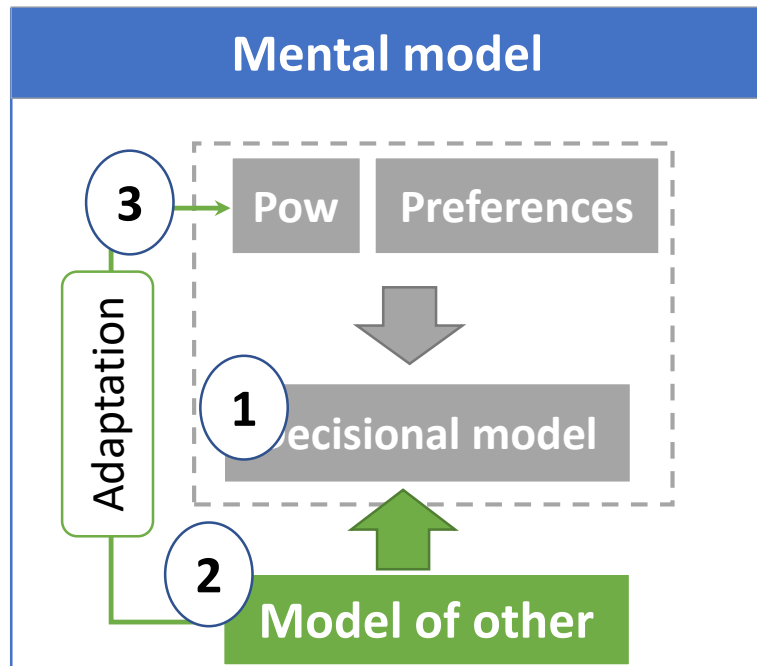 Mental model
3
Pow
Preferences
Adaptation
1
ecisional model
2
Model of other